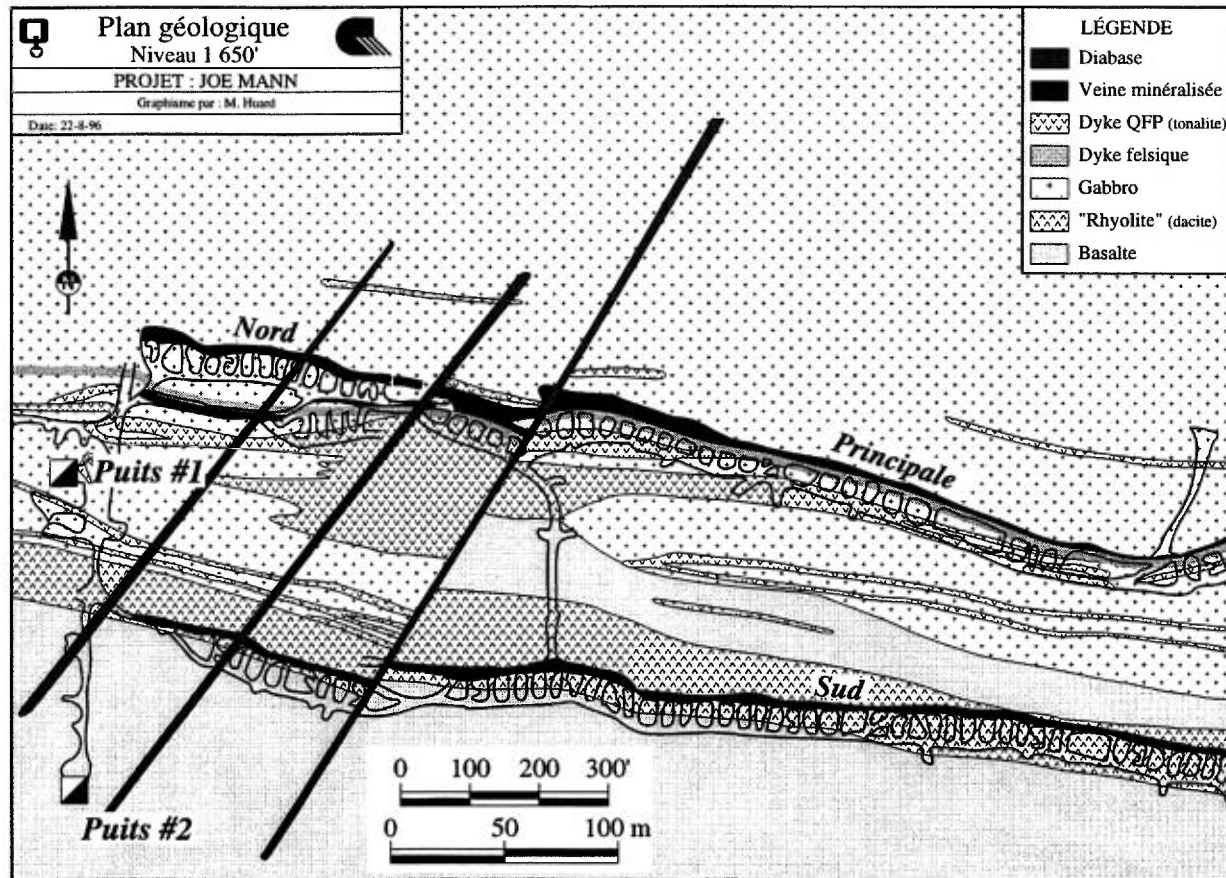 Plan géologique
Niveau 1 650'
PROJET : JOE MANN
Graphisme par : M. Huard
Date: 22-8-96
LÉGENDE
Diabase
Veine minéralisée
Dyke QFP (tonalite)
Dyke felsique
Gabbro
"Rhyolite" (dacite)
Basalte
Nord
Principale
Puits #1
Sud
Puits #2
0 100 200 300'
0 50 100 m